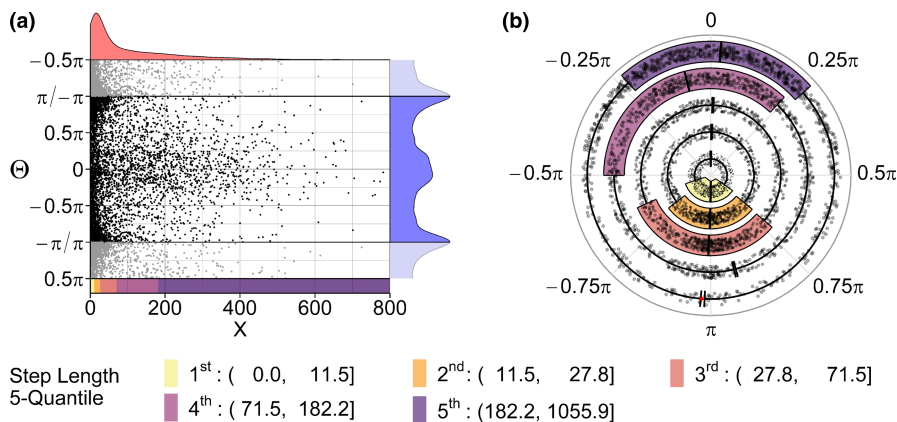 (a)
−0.5π
π/−π
0.5π
Θ 0
−0.5π
−π/π
0.5π
0 200 400 600 800
X
(b)
0
−0.25π 0.25π
−0.5π 0.5π
−0.75π 0.75π
π
Step Length
5-Quantile
1st : ( 0.0, 11.5]
2nd : ( 11.5, 27.8]
3rd : ( 27.8, 71.5]
4th : ( 71.5, 182.2]
5th : (182.2, 1055.9]